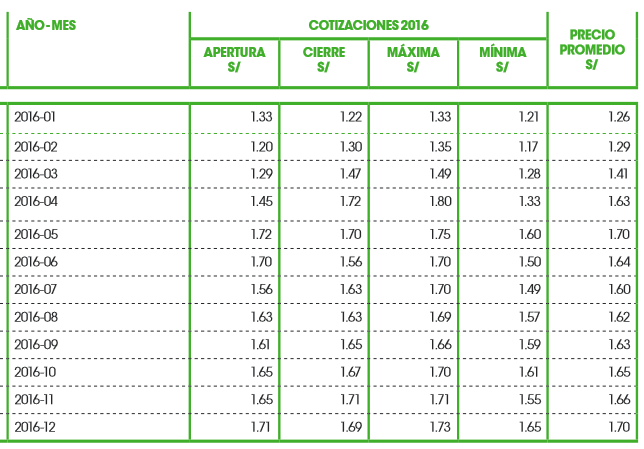 AÑO-MES COTIZACIONES 2016 PRECIO PROMEDIO S/
APERTURA S/ CIERRE S/ MÁXIMA S/ MÍNIMA S/
2016-01 1.33 1.22 1.33 1.21 1.26
2016-02 1.20 1.30 1.35 1.17 1.29
2016-03 1.29 1.47 1.49 1.28 1.41
2016-04 1.45 1.72 1.80 1.33 1.63
2016-05 1.72 1.70 1.75 1.60 1.70
2016-06 1.70 1.56 1.70 1.50 1.64
2016-07 1.56 1.63 1.70 1.49 1.60
2016-08 1.63 1.63 1.69 1.57 1.62
2016-09 1.61 1.65 1.66 1.59 1.63
2016-10 1.65 1.67 1.70 1.61 1.65
2016-11 1.65 1.71 1.71 1.55 1.66
2016-12 1.71 1.69 1.73 1.65 1.70